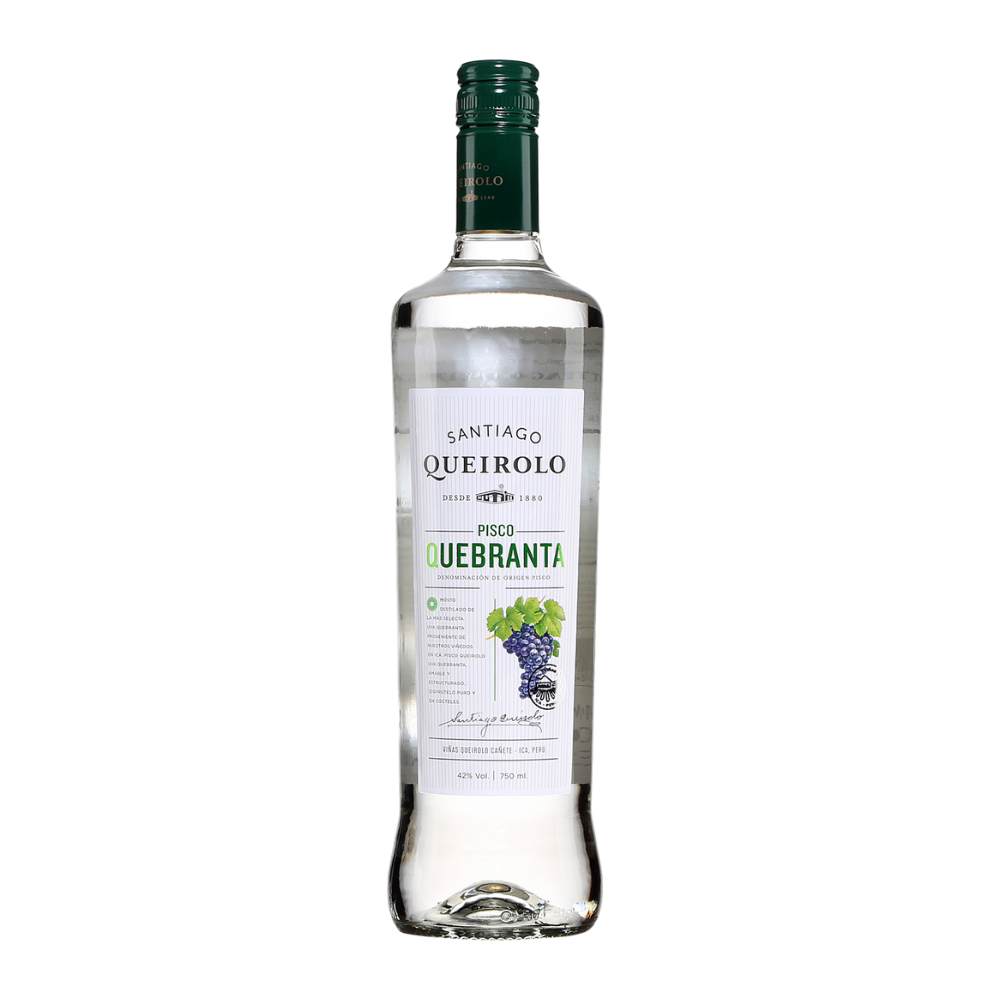 SANTIAGO
QUEIROLO
1880
SANTIAGO
QUEIROLO
DESDE 1880
PISCO
QUEBRANTA
DENOMINACIÓN DE ORIGEN PISCO
MOSTO
DESTILADO DE
LA MÁS SELECTA
UVA QUEBRANTA
PROVENIENTE DE
NUESTROS VIÑEDOS
EN ICA. PISCO QUEIROLO
UVA QUEBRANTA,
AMABLE Y
ESTRUCTURADO,
DISFRÚTELO PURO Y
EN COCTELES.
Santiago Queirolo
VIÑAS QUEIROLO CAÑETE - ICA, PERU
42% Vol. | 750 ml.